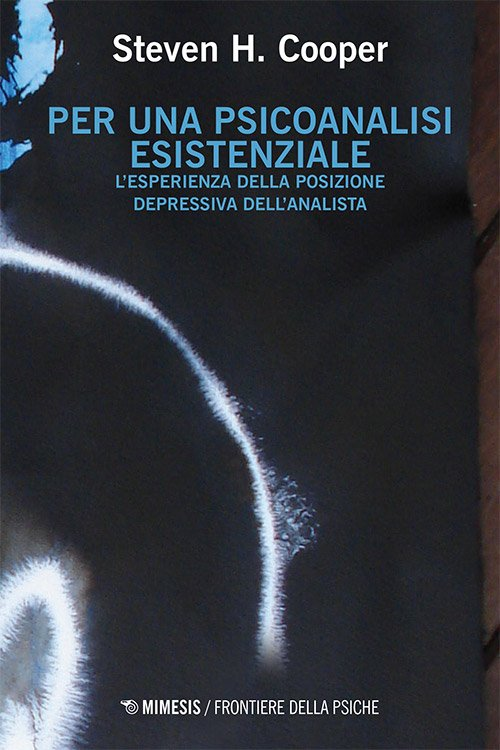 Steven H. Cooper
PER UNA PSICOANALISI
ESISTENZIALE
L'ESPERIENZA DELLA POSIZIONE
DEPRESSIVA DELL'ANALISTA
MIMESIS / FRONTIERE DELLA PSICHE